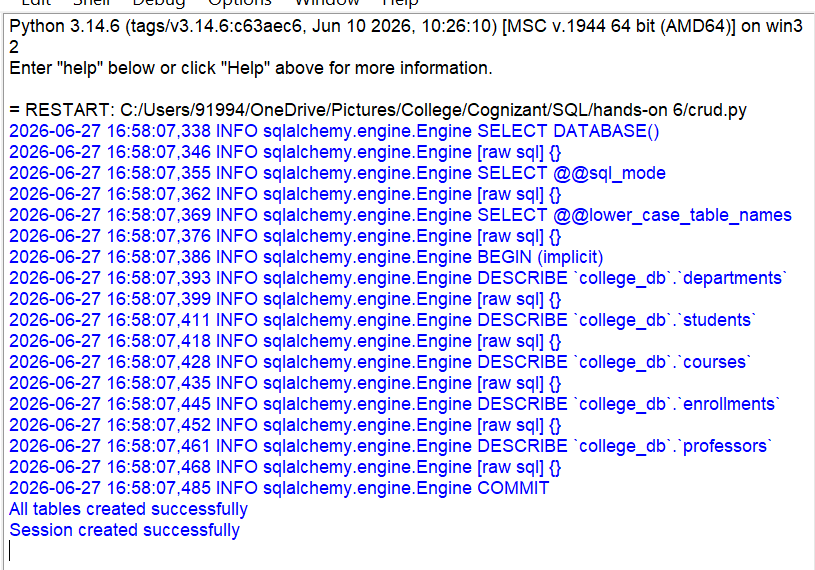 Edit Shell Debug Options Window Help
Python 3.14.6 (tags/v3.14.6:c63aec6, Jun 10 2026, 10:26:10) [MSC v.1944 64 bit (AMD64)] on win3
2
Enter "help" below or click "Help" above for more information.
= RESTART: C:/Users/91994/OneDrive/Pictures/College/Cognizant/SQL/hands-on 6/crud.py
2026-06-27 16:58:07,338 INFO sqlalchemy.engine.Engine SELECT DATABASE()
2026-06-27 16:58:07,346 INFO sqlalchemy.engine.Engine [raw sql] {}
2026-06-27 16:58:07,355 INFO sqlalchemy.engine.Engine SELECT @@sql_mode
2026-06-27 16:58:07,362 INFO sqlalchemy.engine.Engine [raw sql] {}
2026-06-27 16:58:07,369 INFO sqlalchemy.engine.Engine SELECT @@lower_case_table_names
2026-06-27 16:58:07,376 INFO sqlalchemy.engine.Engine [raw sql] {}
2026-06-27 16:58:07,386 INFO sqlalchemy.engine.Engine BEGIN (implicit)
2026-06-27 16:58:07,393 INFO sqlalchemy.engine.Engine DESCRIBE `college_db`.`departments`
2026-06-27 16:58:07,399 INFO sqlalchemy.engine.Engine [raw sql] {}
2026-06-27 16:58:07,411 INFO sqlalchemy.engine.Engine DESCRIBE `college_db`.`students`
2026-06-27 16:58:07,418 INFO sqlalchemy.engine.Engine [raw sql] {}
2026-06-27 16:58:07,428 INFO sqlalchemy.engine.Engine DESCRIBE `college_db`.`courses`
2026-06-27 16:58:07,435 INFO sqlalchemy.engine.Engine [raw sql] {}
2026-06-27 16:58:07,445 INFO sqlalchemy.engine.Engine DESCRIBE `college_db`.`enrollments`
2026-06-27 16:58:07,452 INFO sqlalchemy.engine.Engine [raw sql] {}
2026-06-27 16:58:07,461 INFO sqlalchemy.engine.Engine DESCRIBE `college_db`.`professors`
2026-06-27 16:58:07,468 INFO sqlalchemy.engine.Engine [raw sql] {}
2026-06-27 16:58:07,485 INFO sqlalchemy.engine.Engine COMMIT
All tables created successfully
Session created successfully